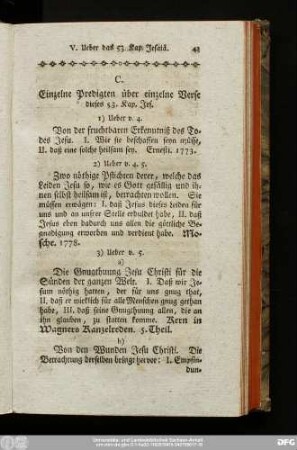 V. Ueber das 53. Kap. Jesaiä. 43
C.
Einzelne Predigten über einzelne Verse
dieses 53. Kap. Jes.
1) Ueber v. 4.
Von der fruchtbaren Erkenntniß des To-
des Jesu. I. Wie sie beschaffen seyn müsse,
II. daß eine solche heilsam sey. Ernesti. 1773.
2) Ueber v. 4. 5.
Zwo nöthige Pflichten derer, welche das
Leiden Jesu so, wie es Gott gefällig und ih-
nen selbst heilsam ist, betrachten wollen. Sie
müssen erwägen: I. daß Jesus dieses Leiden für
uns und an unsrer Stelle erduldet habe, II. daß
Jesus eben dadurch uns allen die göttliche Be-
gnadigung erworben und verdient habe. Mo-
sche. 1778.
3) Ueber v. 5.
a)
Die Gnugthuung Jesu Christi für die
Sünden der ganzen Welt. I. Daß wir Je-
sum nöthig hatten, der für uns gnug that,
II. daß er wirklich für alle Menschen gnug gethan
habe, III. daß seine Gnugthuung allen, die an
ihn glauben, zu statten komme. Kern in
Wagners Kanzelreden. 5. Theil.
b)
Von den Wunden Jesu Christi. Die
Betrachtung derselben bringt hervor: I. Empfin-
dun-